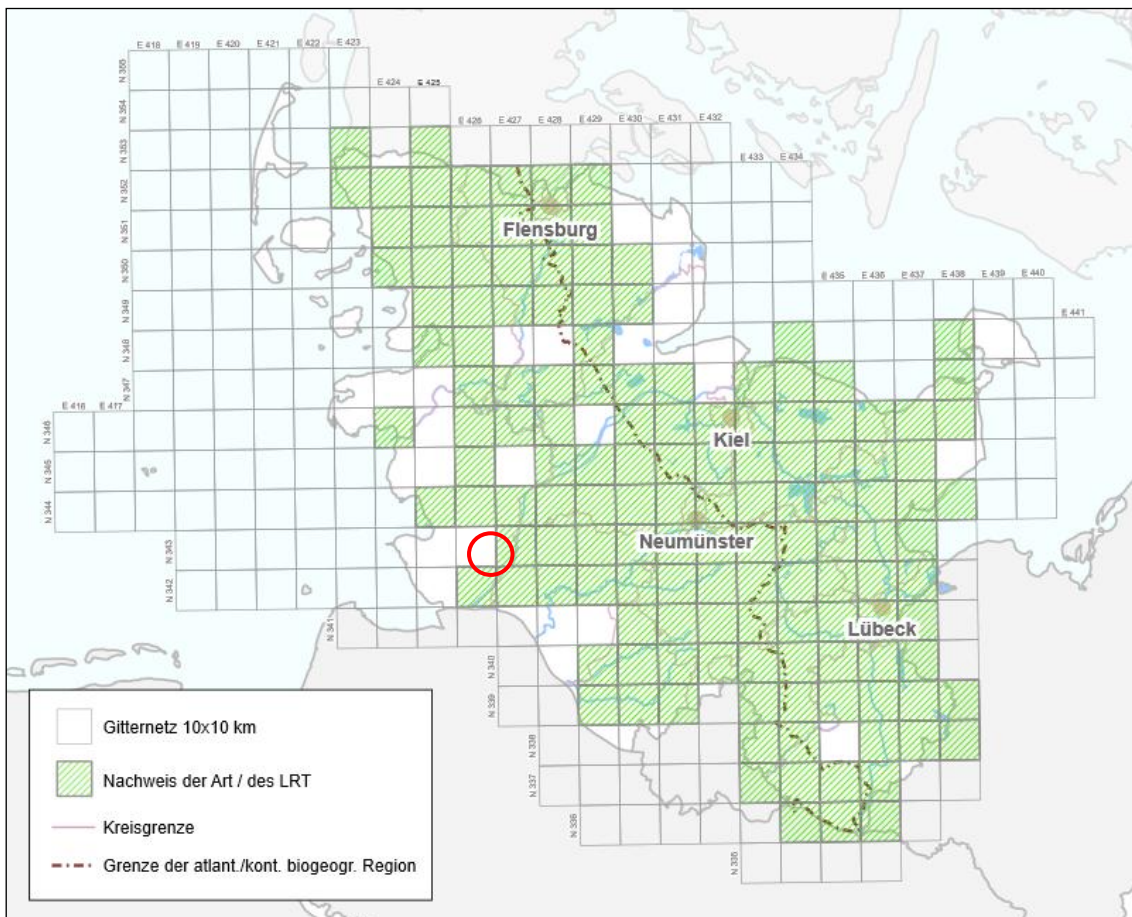 E 418 E 419 E 420 E 421 E 422 E 423
N 355
E 424 E 425
N 354
E 426 E 427 E 428 E 429 E 430 E 431 E 432
N 353
E 433 E 434
N 352
Flensburg
N 351
N 350
E 435 E 436 E 437 E 438 E 439 E 440
N 349
E 441
N 348
N 347
E 416 E 417
N 346
Kiel
N 345
N 344
Neumünster
N 343
N 342
Lübeck
N 341
N 340
N 339
N 338
N 337
N 336
N 335
Gitternetz 10x10 km
Nachweis der Art / des LRT
Kreisgrenze
Grenze der atlant./kont. biogeogr. Region